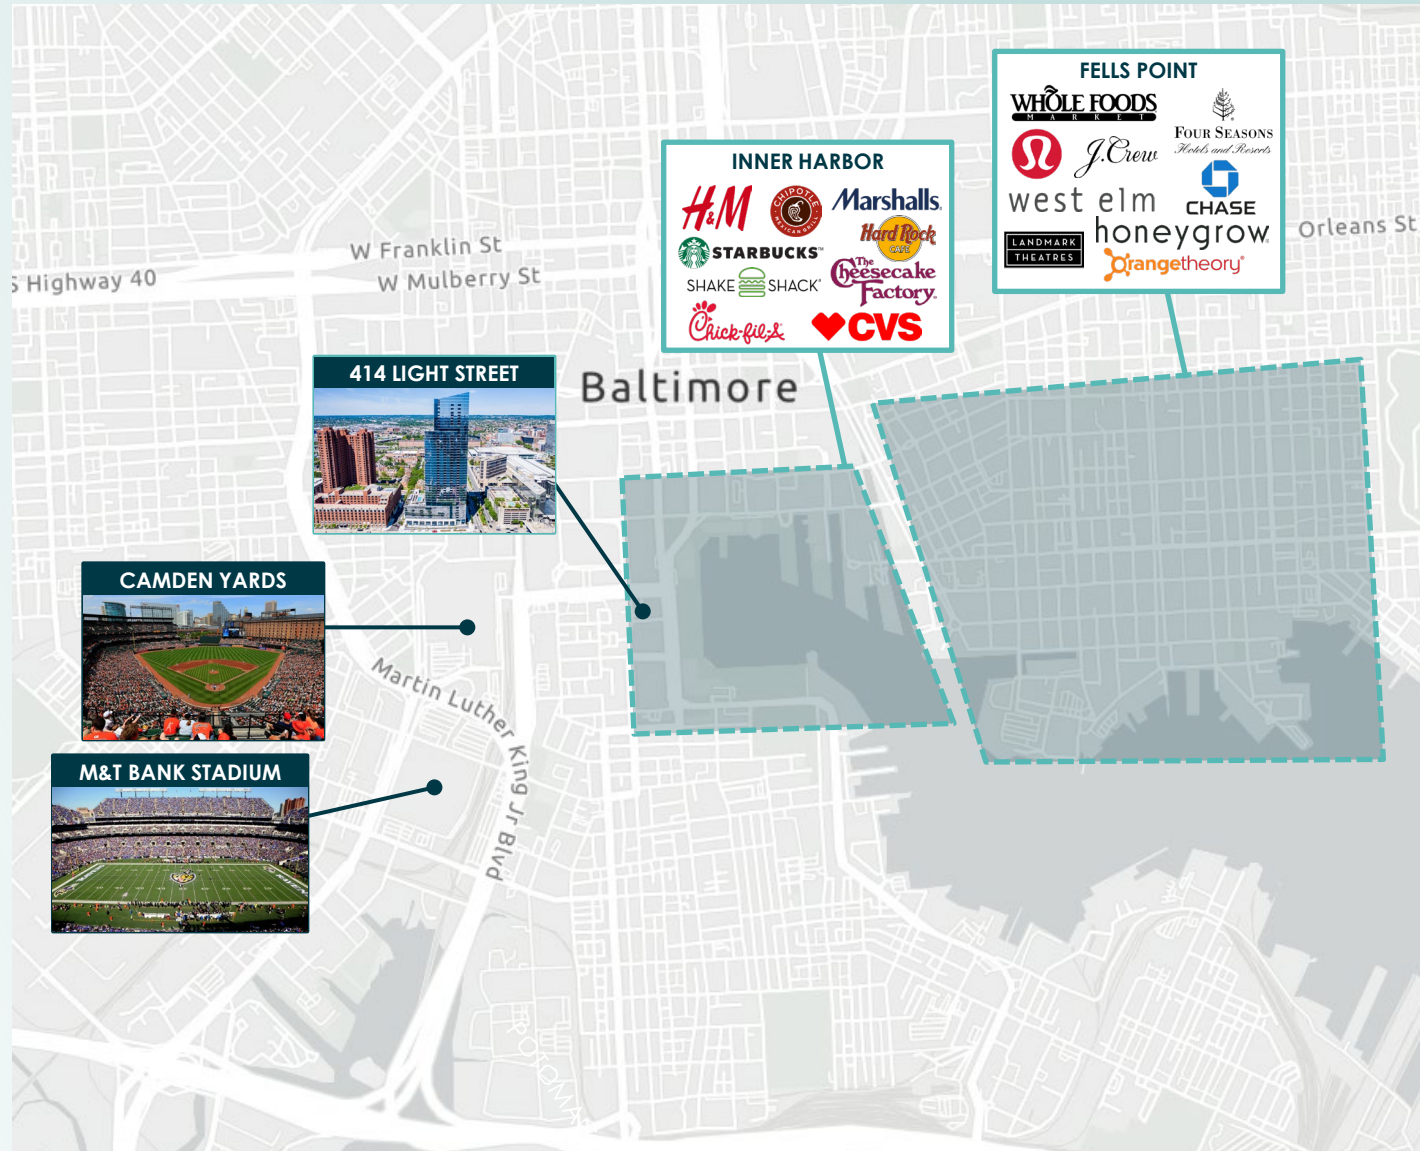 FELLS POINT
WHOLE FOODS
MARKET
FOUR SEASONS
Hotels and Resorts
J.Crew
west elm
CHASE
LANDMARK
THEATRES
honeygrow
Orangetheory®
INNER HARBOR
H&M
CHIPOTLE
MEXICAN GRILL
Marshalls.
STARBUCKS™
Hard Rock
CAFE
SHAKE SHACK®
The
Cheesecake
Factory.
Chick-fil-A®
CVS
Orleans St
W Franklin St
W Mulberry St
S Highway 40
414 LIGHT STREET
Baltimore
CAMDEN YARDS
Martin Luther King Jr Blvd
M&T BANK STADIUM